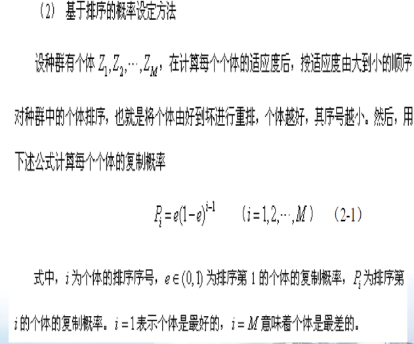 （2） 基于排序的概率设定方法
设种群有个体 Z₁,Z₂,⋯,Z_M，在计算每个个体的适应度后，按适应度由大到小的顺序
对种群中的个体排序，也就是将个体由好到坏进行重排，个体越好，其序号越小。然后，用
下述公式计算每个个体的复制概率
P_i = e(1−e)^{i−1} （i=1,2,⋯,M） （2-1）
式中，i 为个体的排序序号，e∈(0,1) 为排序第 1 的个体的复制概率，P_i 为排序第
i 的个体的复制概率。i=1 表示个体是最好的，i=M 意味着个体是最差的。